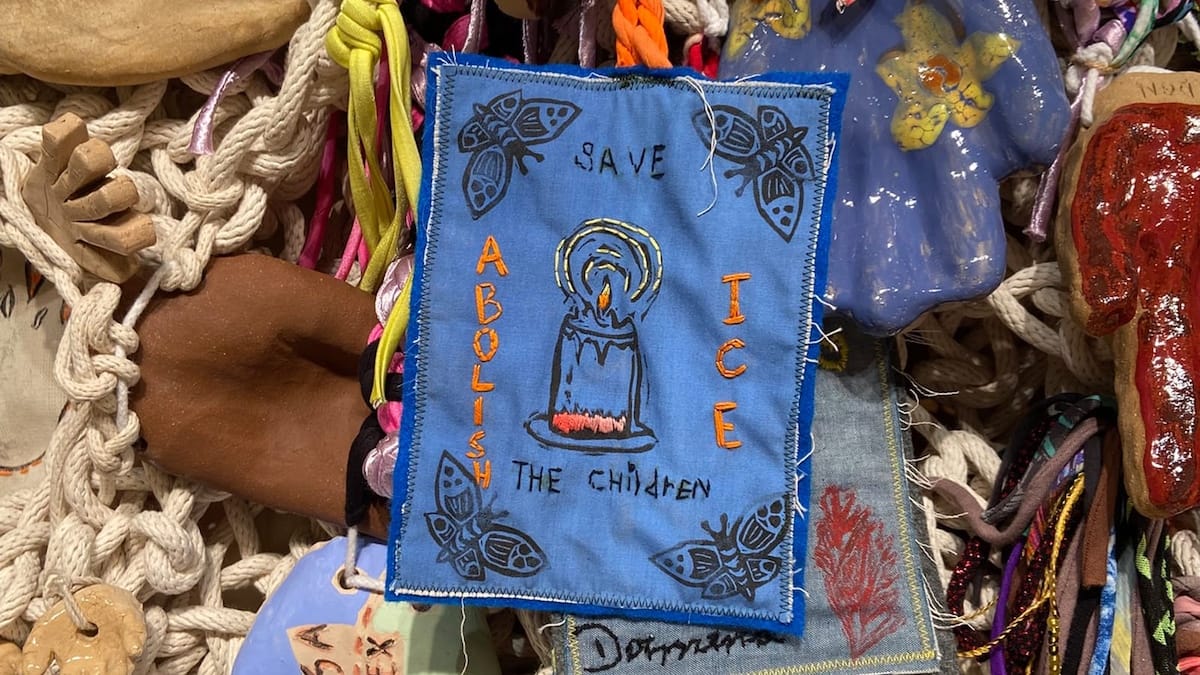 SAVE
ABOLISH
ICE
THE ChildrEN